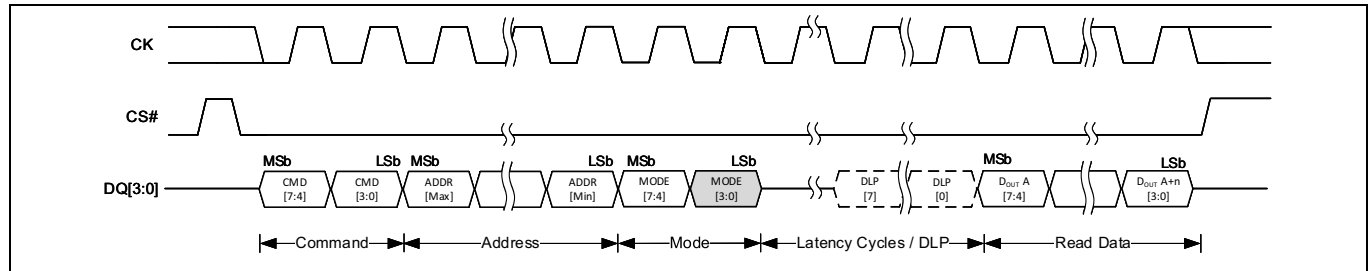 CK
CS#
MSb LSb MSb LSb MSb LSb MSb LSb
DQ[3:0] CMD [7:4] CMD [3:0] ADDR [Max] ADDR [Min] MODE [7:4] MODE [3:0] DLP [7] DLP [0] DOUT A [7:4] DOUT A+n [3:0]
Command Address Mode Latency Cycles / DLP Read Data